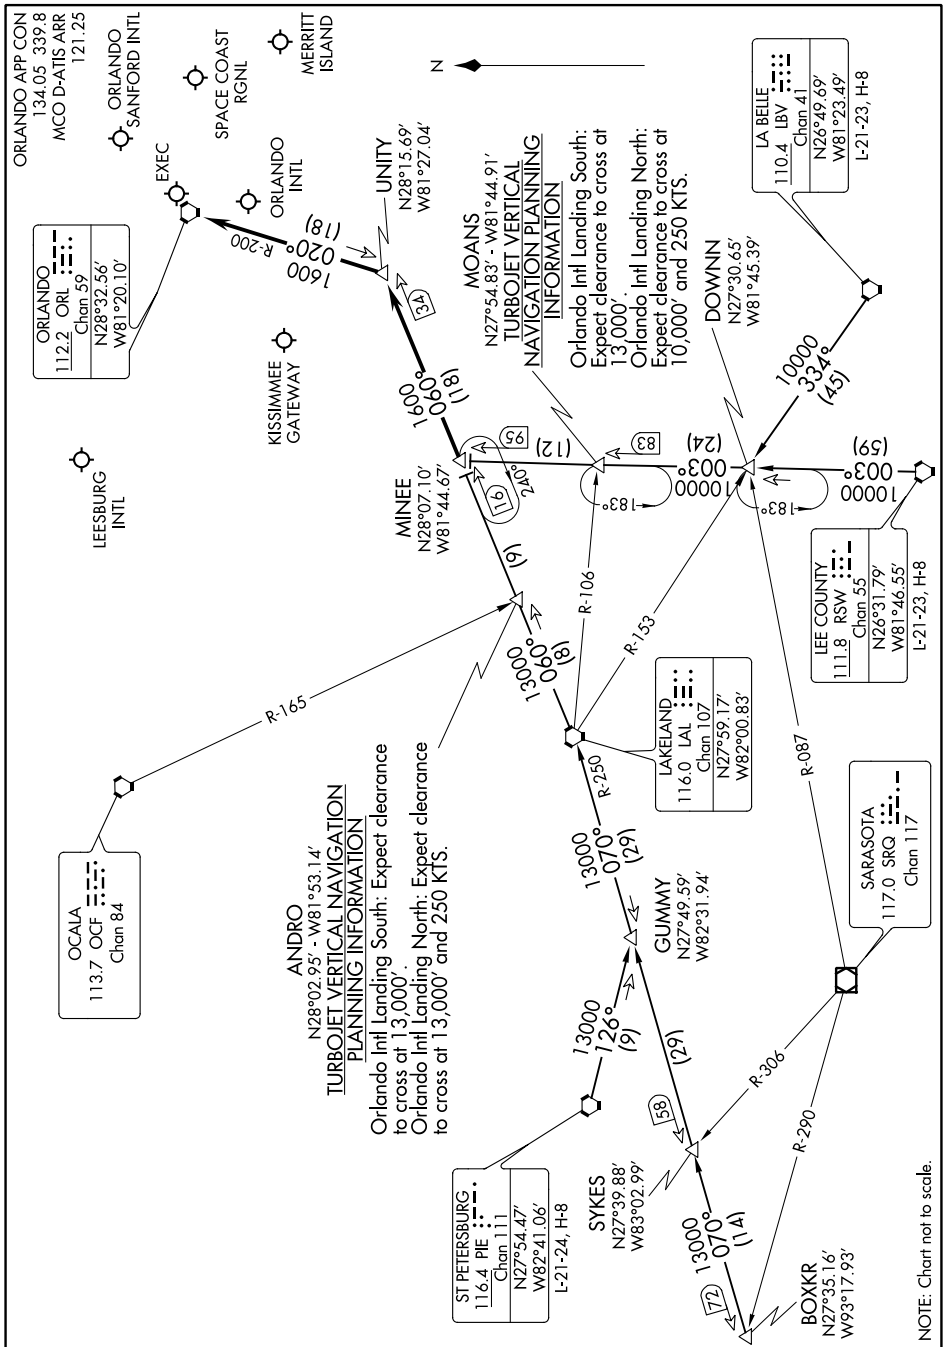 ORLANDO APP CON
134.05 339.8
MCO D-ATIS ARR
121.25
ORLANDO
SANFORD INTL
SPACE COAST
RGNL
MERRITT
ISLAND
EXEC
ORLANDO
INTL
N
ORLANDO
112.2 ORL
Chan 59
N28°32.56'
W81°20.10'
LEESBURG
INTL
KISSIMMEE
GATEWAY
R-200
1600
020°
(18)
UNITY
N28°15.69'
W81°27.04'
34
1600
060°
(18)
MINEE
N28°07.10'
W81°44.67'
95
16
240°
(12)
MOANS
N27°54.83' - W81°44.91'
TURBOJET VERTICAL
NAVIGATION PLANNING
INFORMATION
Orlando Intl Landing South:
Expect clearance to cross at
13,000'.
Orlando Intl Landing North:
Expect clearance to cross at
10,000' and 250 KTS.
83
183°
10000
003°
(24)
DOWNN
N27°30.65'
W81°45.39'
183°
10000
003°
(59)
10000
334°
(45)
LA BELLE
110.4 LBV
Chan 41
N26°49.69'
W81°23.49'
L-21-23, H-8
LEE COUNTY
111.8 RSW
Chan 55
N26°31.79'
W81°46.55'
L-21-23, H-8
(9)
R-106
R-153
R-165
R-087
13000
060°
(8)
OCALA
113.7 OCF
Chan 84
ANDRO
N28°02.95' - W81°53.14'
TURBOJET VERTICAL NAVIGATION
PLANNING INFORMATION
Orlando Intl Landing South: Expect clearance
to cross at 13,000'.
Orlando Intl Landing North: Expect clearance
to cross at 13,000' and 250 KTS.
LAKELAND
116.0 LAL
Chan 107
N27°59.17'
W82°00.83'
R-250
13000
070°
(29)
GUMMY
N27°49.59'
W82°31.94'
13000
126°
(9)
(29)
SARASOTA
117.0 SRQ
Chan 117
R-306
R-290
ST PETERSBURG
116.4 PIE
Chan 111
N27°54.47'
W82°41.06'
L-21-24, H-8
58
SYKES
N27°39.88'
W83°02.99'
13000
070°
(14)
72
BOXKR
N27°35.16'
W93°17.93'
NOTE: Chart not to scale.